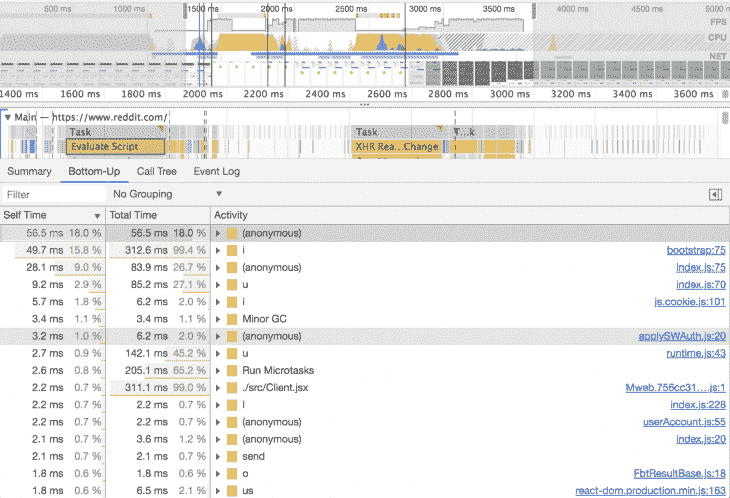 500 ms 1000 ms 1500 ms 2000 ms 2500 ms 3000 ms 3500 ms 4000 ms 4500 ms 5000
FPS
CPU
NET
1400 ms 1600 ms 1800 ms 2000 ms 2200 ms 2400 ms 2600 ms 2800 ms 3000 ms 3200 ms 3400 ms 3600 ms
▼ Main — https://www.reddit.com/
Task Task T…k
Evaluate Script XHR Rea…Change
Summary Bottom-Up Call Tree Event Log
Filter No Grouping ▼
Self Time ▼ Total Time Activity
56.5 ms 18.0 % 56.5 ms 18.0 % ▶ (anonymous)
49.7 ms 15.8 % 312.6 ms 99.4 % ▶ i bootstrap:75
28.1 ms 9.0 % 83.9 ms 26.7 % ▶ (anonymous) Index.js:75
9.2 ms 2.9 % 85.2 ms 27.1 % ▶ u index.js:70
5.7 ms 1.8 % 6.2 ms 2.0 % ▶ i js.cookie.js:101
3.4 ms 1.1 % 3.4 ms 1.1 % ▶ Minor GC
3.2 ms 1.0 % 6.2 ms 2.0 % ▶ (anonymous) applySWAuth.js:20
2.7 ms 0.9 % 142.1 ms 45.2 % ▶ u runtime.js:43
2.6 ms 0.8 % 205.1 ms 65.2 % ▶ Run Microtasks
2.2 ms 0.7 % 311.1 ms 99.0 % ▶ ./src/Client.jsx Mweb.756cc31….js:1
2.2 ms 0.7 % 2.2 ms 0.7 % ▶ l index.js:228
2.2 ms 0.7 % 2.2 ms 0.7 % ▶ (anonymous) userAccount.js:55
2.1 ms 0.7 % 3.6 ms 1.2 % ▶ (anonymous) index.js:20
2.1 ms 0.7 % 2.1 ms 0.7 % ▶ send
1.8 ms 0.6 % 1.8 ms 0.6 % ▶ o FbtResultBase.js:18
1.8 ms 0.6 % 6.5 ms 2.1 % ▶ us react-dom.production.min.js:163